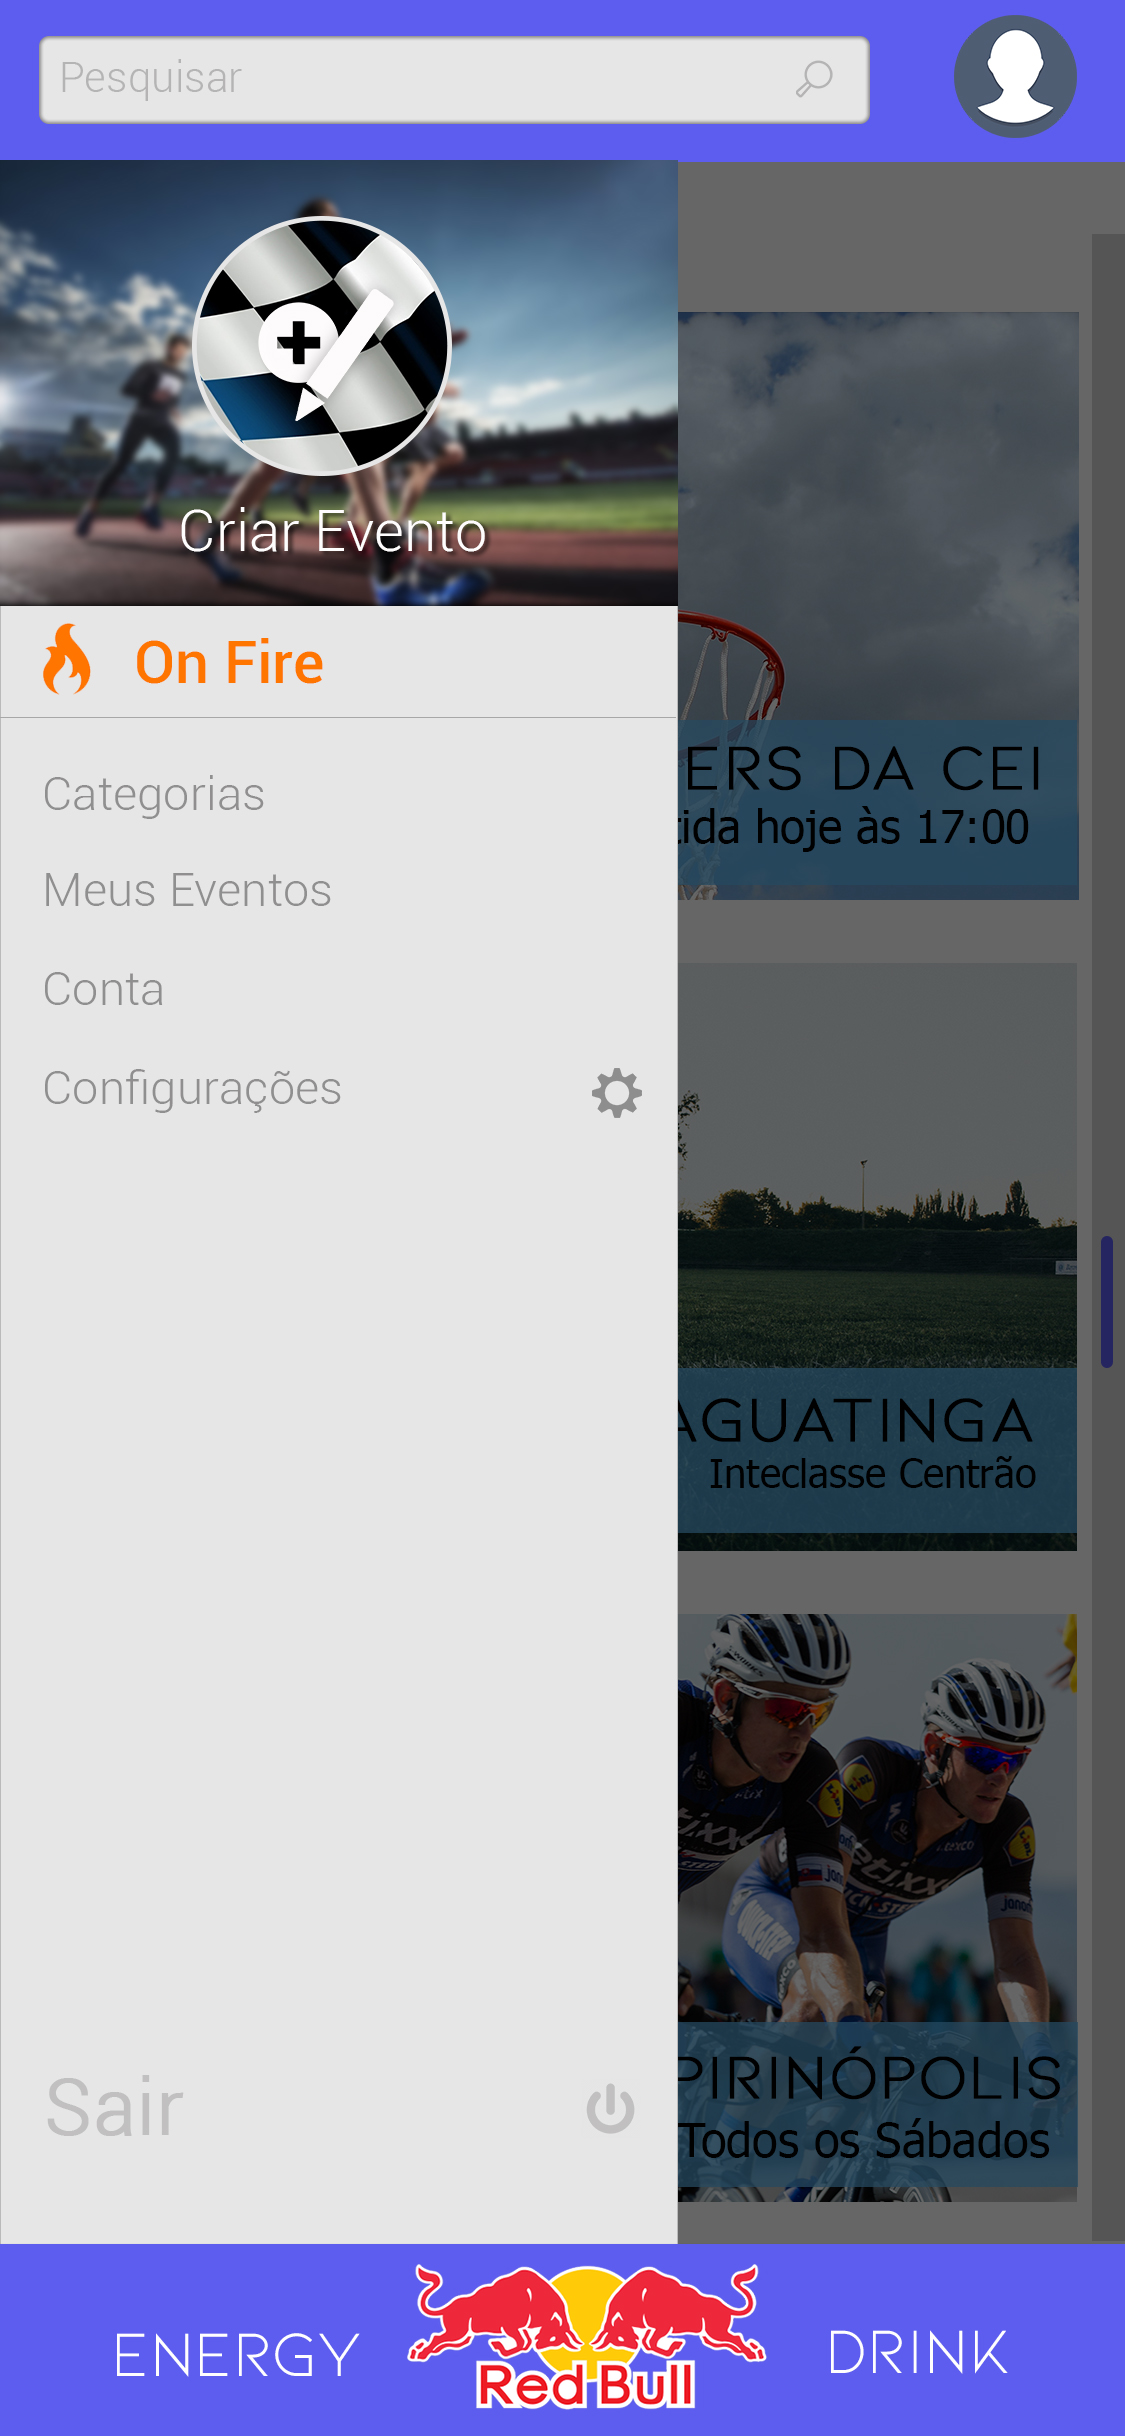 Pesquisar
Criar Evento
On Fire
Categorias
Meus Eventos
Conta
Configurações
Sair
ERS DA CEI
tida hoje às 17:00
AGUATINGA
Inteclasse Centrão
PIRINÓPOLIS
Todos os Sábados
ENERGY
Red Bull
DRINK